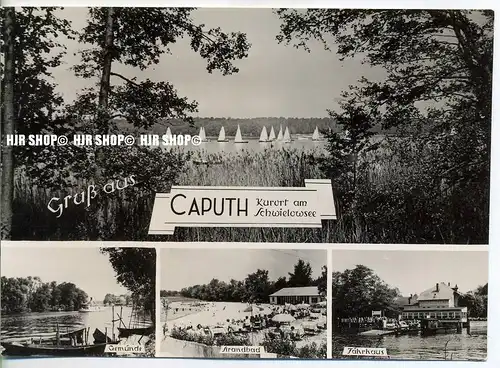 HJR SHOP© HJR SHOP© HJR SHOP©
Gruß aus
CAPUTH Kurort am
Schwielowsee
Gemünde
Strandbad
Fährhaus